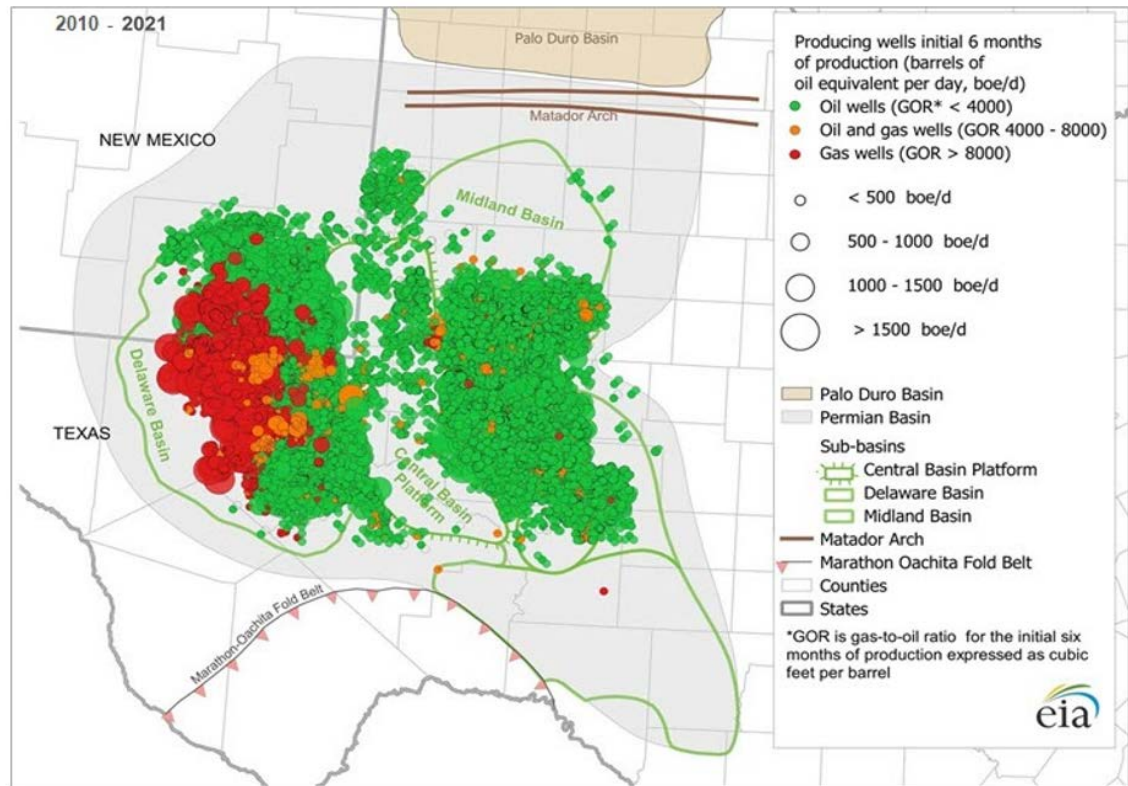 2010 - 2021
Palo Duro Basin
Matador Arch
NEW MEXICO
Midland Basin
Delaware Basin
TEXAS
Central Basin
Platform
Marathon-Oachita Fold Belt
Producing wells initial 6 months
of production (barrels of
oil equivalent per day, boe/d)
Oil wells (GOR* < 4000)
Oil and gas wells (GOR 4000 - 8000)
Gas wells (GOR > 8000)
< 500 boe/d
500 - 1000 boe/d
1000 - 1500 boe/d
> 1500 boe/d
Palo Duro Basin
Permian Basin
Sub-basins
Central Basin Platform
Delaware Basin
Midland Basin
Matador Arch
Marathon Oachita Fold Belt
Counties
States
*GOR is gas-to-oil ratio for the initial six
months of production expressed as cubic
feet per barrel
eia